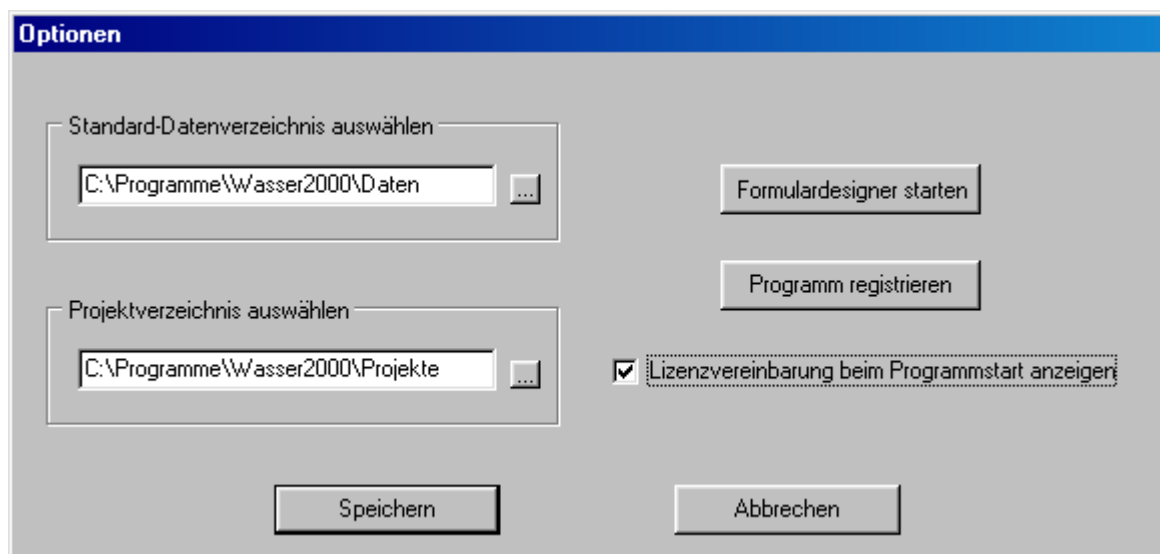 Optionen
Standard-Datenverzeichnis auswählen
C:\Programme\Wasser2000\Daten
...
Formulardesigner starten
Programm registrieren
Projektverzeichnis auswählen
C:\Programme\Wasser2000\Projekte
...
Lizenzvereinbarung beim Programmstart anzeigen
Speichern
Abbrechen